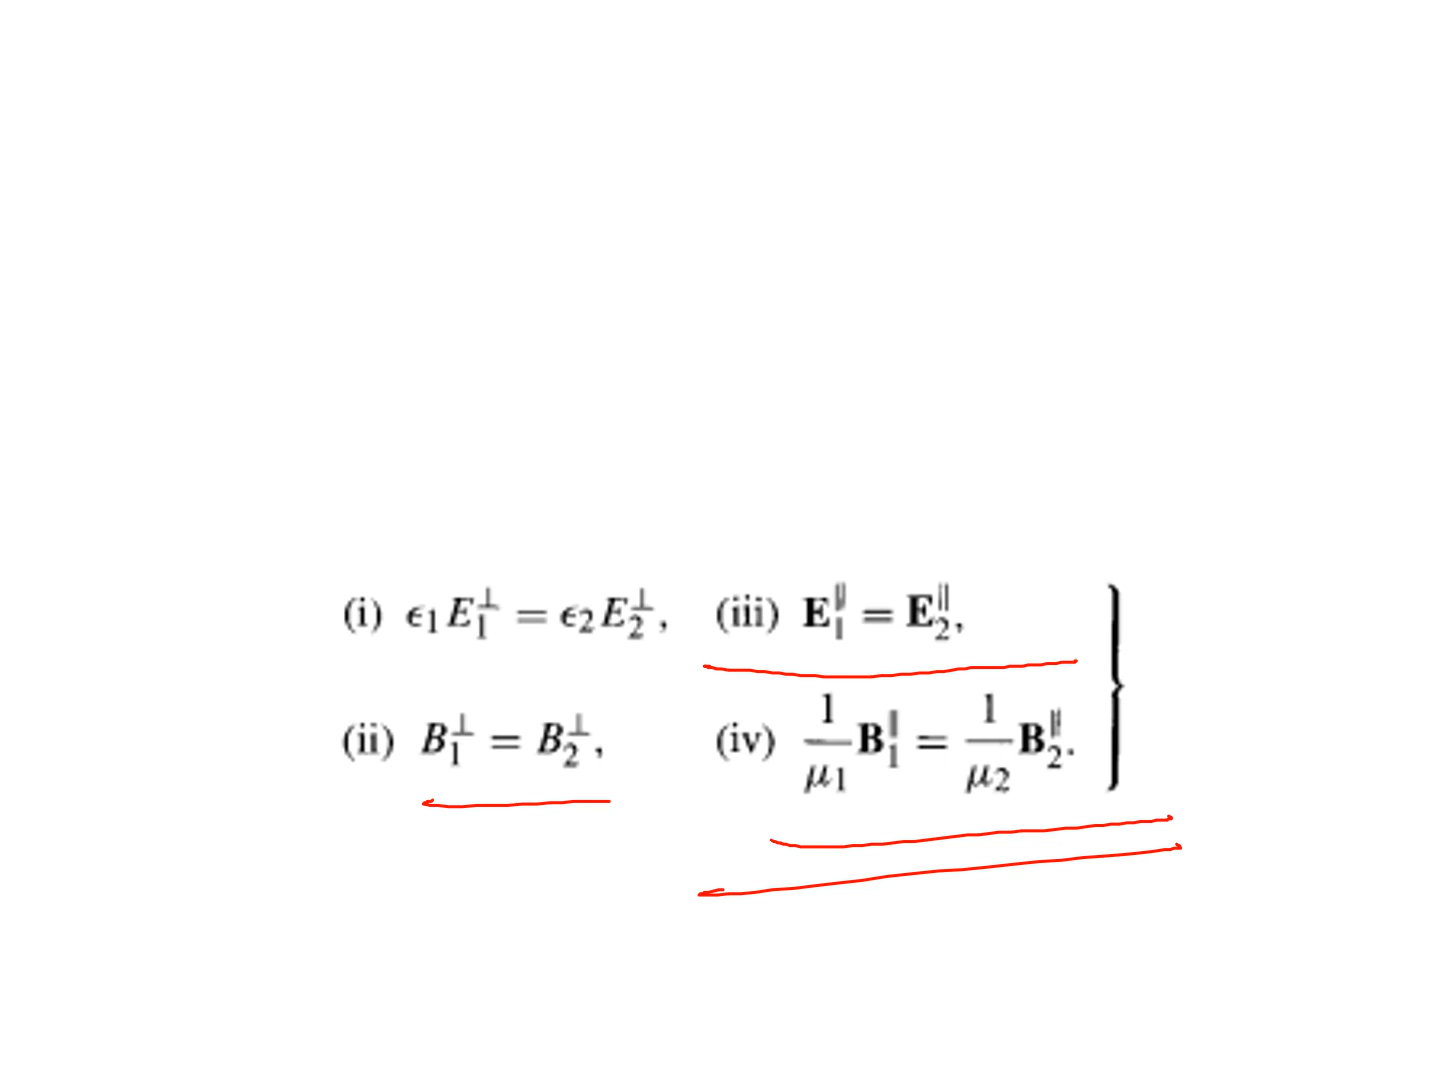 (i) ϵ₁E₁^⊥ = ϵ₂E₂^⊥, (iii) E₁^∥ = E₂^∥,
(ii) B₁^⊥ = B₂^⊥, (iv) 1/μ₁ B₁^∥ = 1/μ₂ B₂^∥.